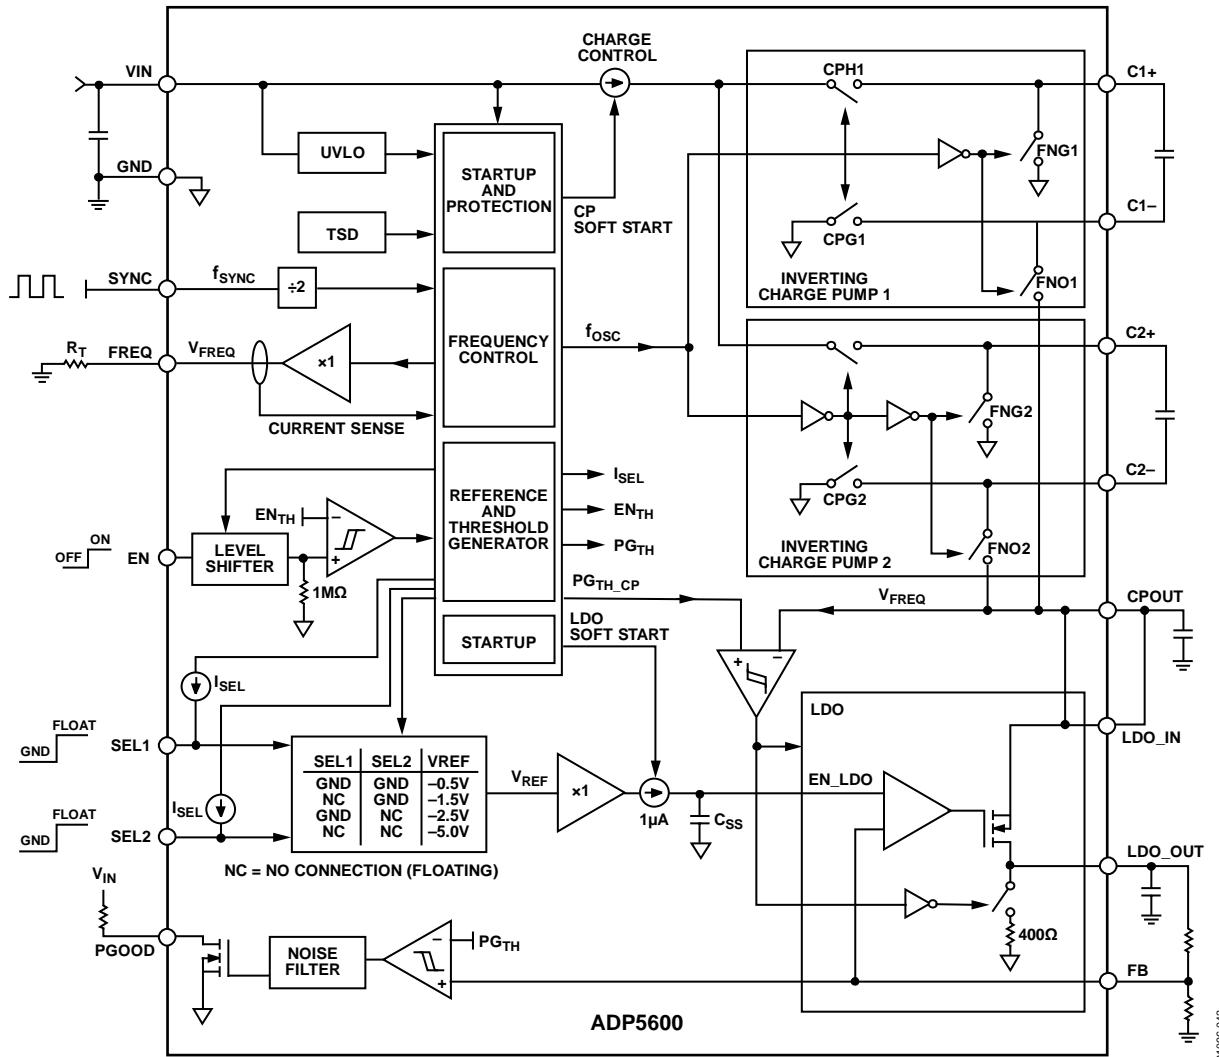 CHARGE
CONTROL
VIN
CPH1
C1+
UVLO
FNG1
GND
STARTUP
AND
PROTECTION
CP
SOFT START
C1–
TSD
CPG1
INVERTING
CHARGE PUMP 1
FNO1
SYNC
fSYNC
÷2
RT
FREQ
VFREQ
×1
FREQUENCY
CONTROL
fOSC
C2+
CURRENT SENSE
FNG2
C2–
CPG2
ISEL
ENTH
PGTH
REFERENCE
AND
THRESHOLD
GENERATOR
ENTH
–
+
OFF
ON
EN
LEVEL
SHIFTER
1MΩ
INVERTING
CHARGE PUMP 2
FNO2
PGTH_CP
VFREQ
CPOUT
LDO
SOFT START
STARTUP
+
–
ISEL
LDO
FLOAT
GND
SEL1
LDO_IN
SEL1 SEL2 VREF
GND GND –0.5V
NC GND –1.5V
GND NC –2.5V
NC NC –5.0V
VREF
×1
1µA
CSS
EN_LDO
ISEL
FLOAT
GND
SEL2
NC = NO CONNECTION (FLOATING)
LDO_OUT
VIN
PGOOD
NOISE
FILTER
–
+
PGTH
400Ω
FB
ADP5600